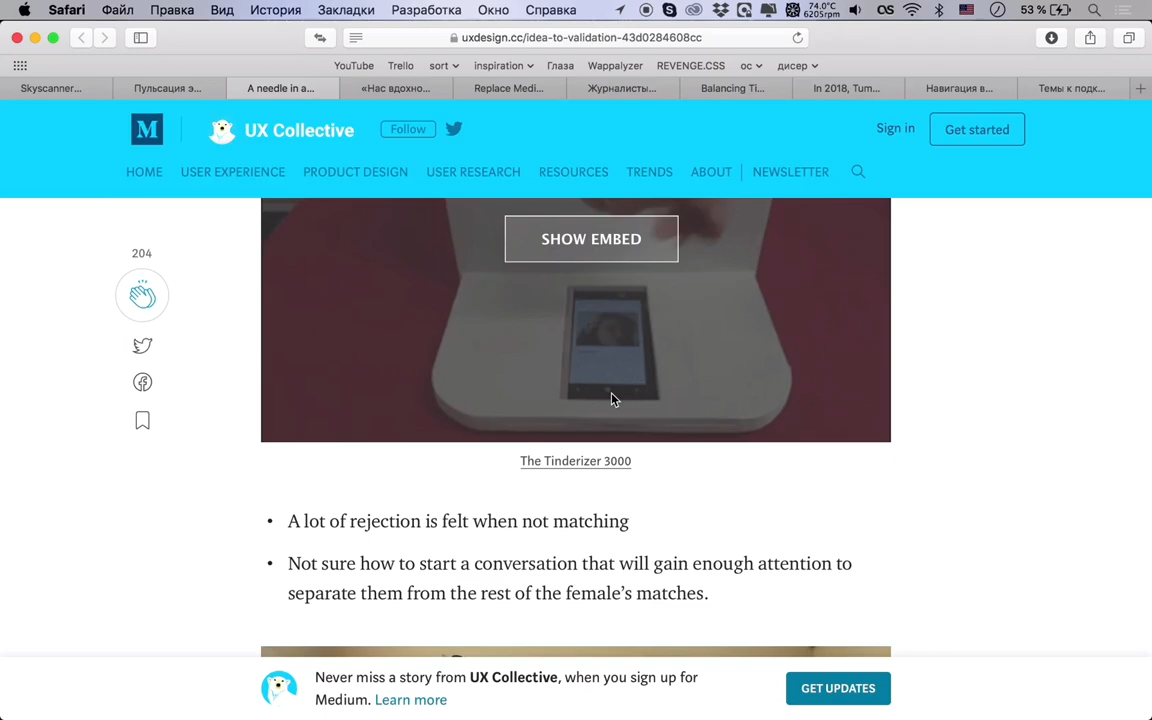 Safari Файл Правка Вид История Закладки Разработка Окно Справка 74.0°C 6205rpm 53 %
uxdesign.cc/idea-to-validation-43d0284608cc
YouTube Trello sort inspiration Глаза Wappalyzer REVENGE.CSS ос дисер
Skyscanner... Пульсация э... A needle in a... «Нас вдохно... Replace Medi... Журналисты... Balancing Ti... In 2018, Tum... Навигация в... Темы к подк...
M UX Collective Follow Sign in Get started
HOME USER EXPERIENCE PRODUCT DESIGN USER RESEARCH RESOURCES TRENDS ABOUT NEWSLETTER
SHOW EMBED
204
The Tinderizer 3000
• A lot of rejection is felt when not matching
• Not sure how to start a conversation that will gain enough attention to
separate them from the rest of the female’s matches.
Never miss a story from UX Collective, when you sign up for
Medium. Learn more
GET UPDATES